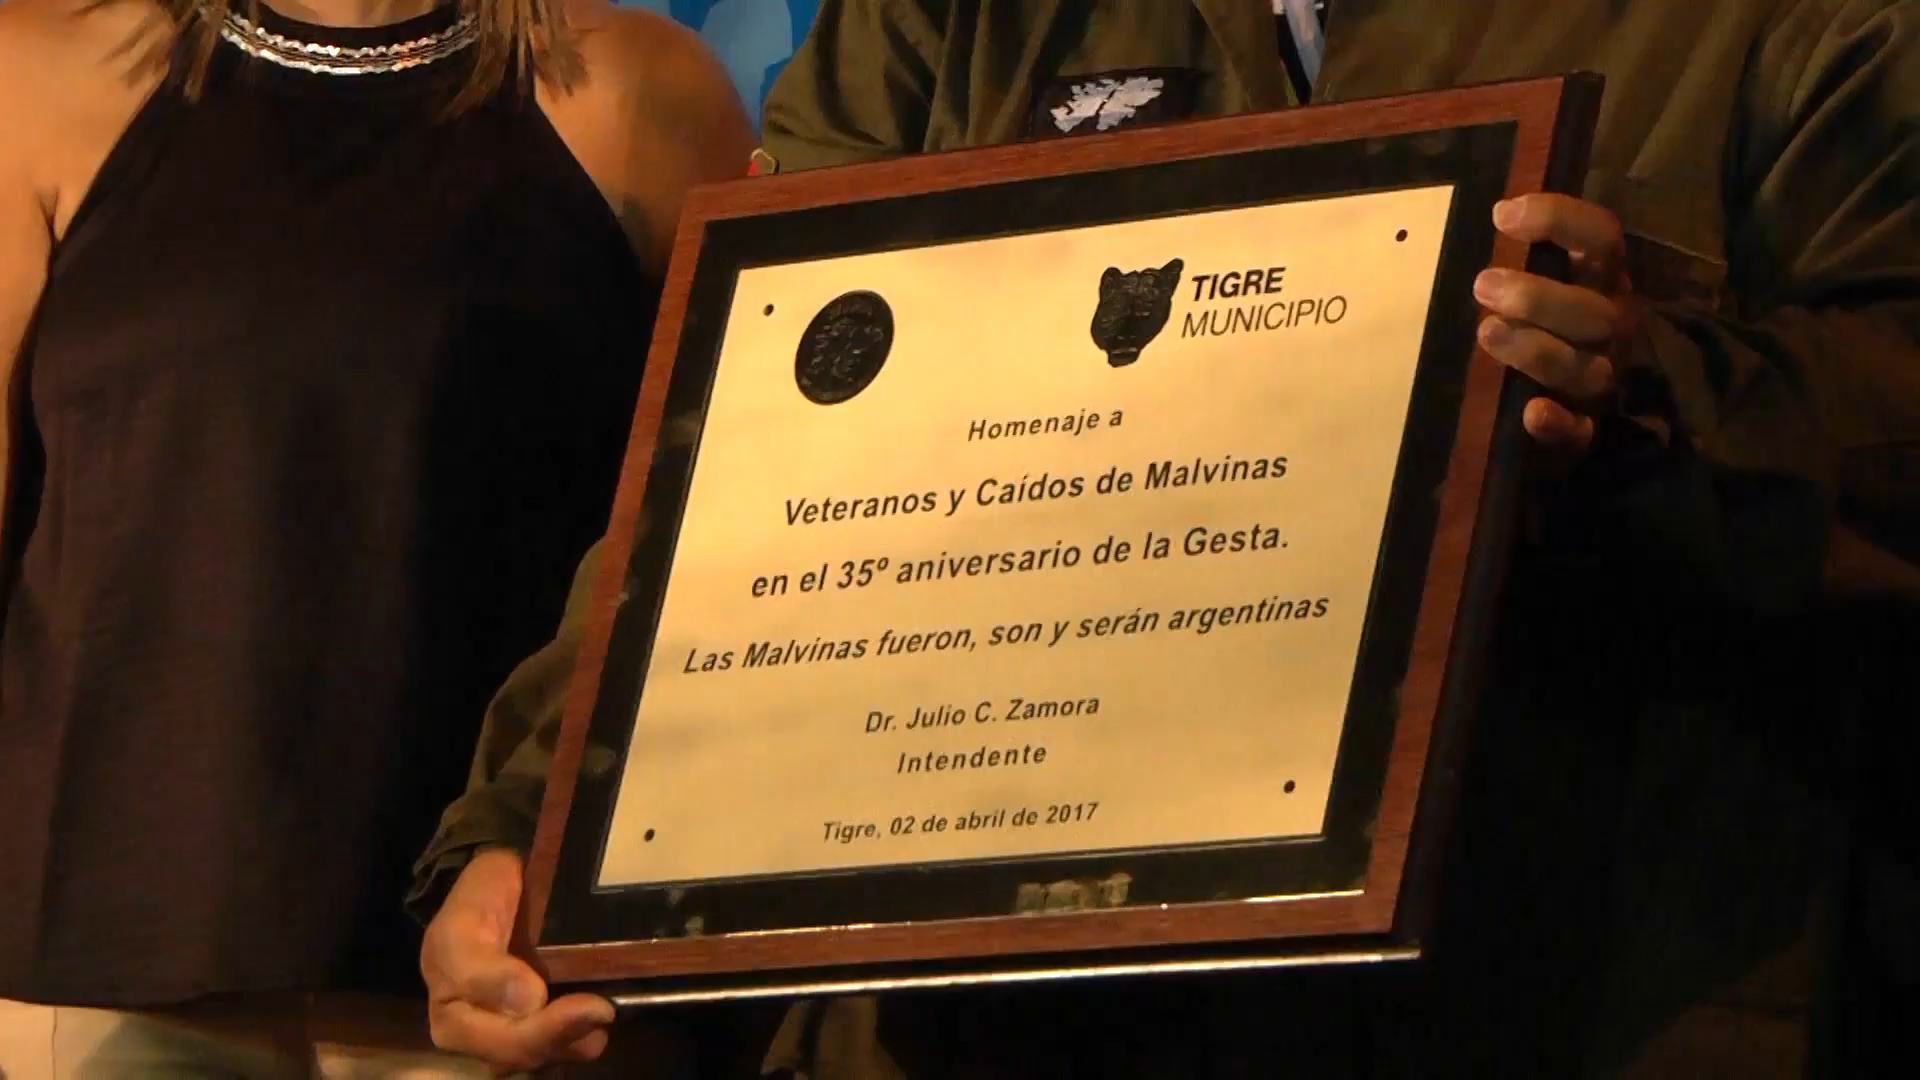 TIGRE
MUNICIPIO
Homenaje a
Veteranos y Caídos de Malvinas
en el 35º aniversario de la Gesta.
Las Malvinas fueron, son y serán argentinas
Dr. Julio C. Zamora
Intendente
Tigre, 02 de abril de 2017